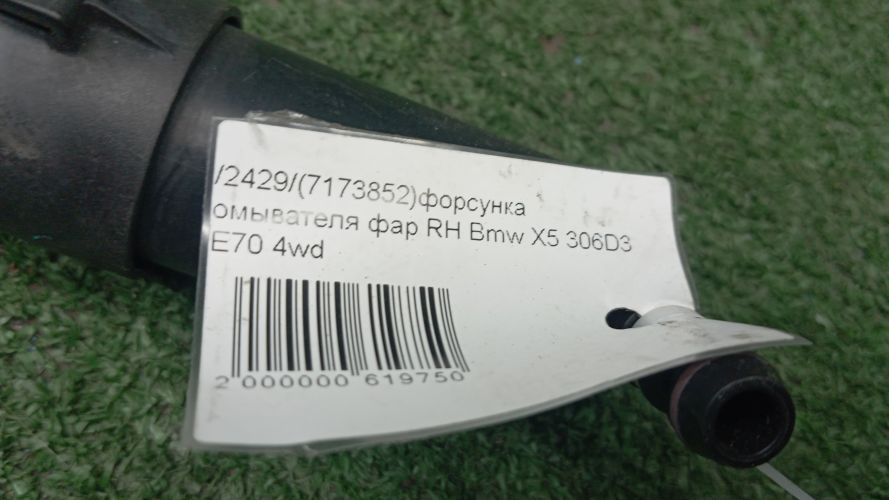 /2429/(7173852)форсунка
омывателя фар RH Bmw X5 306D3
E70 4wd
2 000000 619750